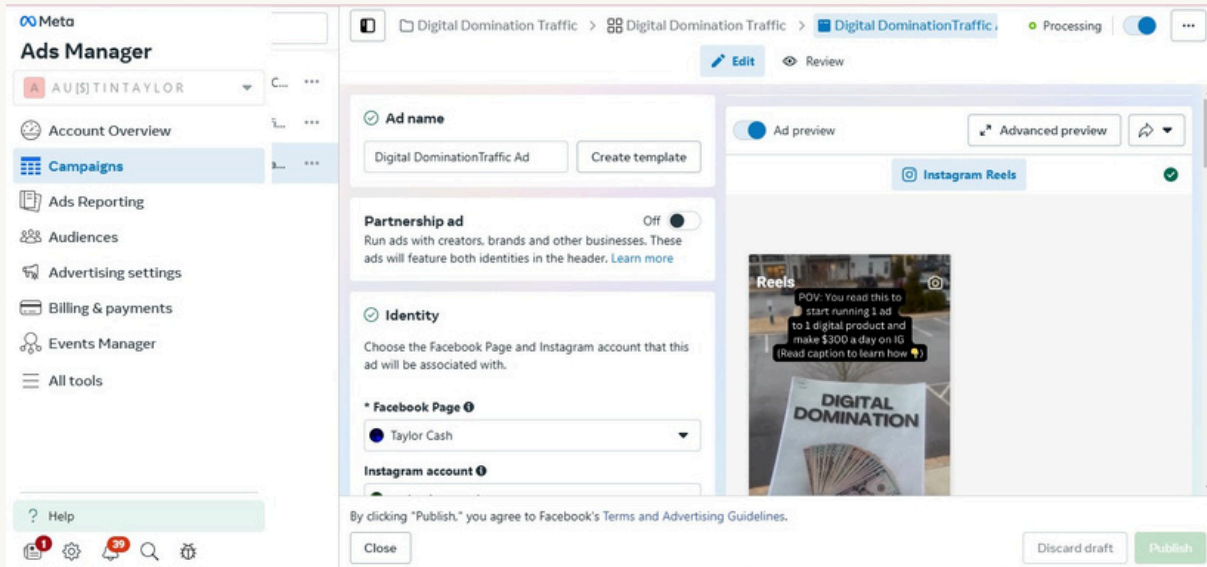 Meta
Ads Manager
A AU[S]TINTAYLOR
Account Overview
Campaigns
Ads Reporting
Audiences
Advertising settings
Billing & payments
Events Manager
All tools
? Help
1
39
C... ...
...
...
Digital Domination Traffic > Digital Domination Traffic > Digital DominationTraffic
Processing
...
Edit
Review
Ad name
Digital DominationTraffic Ad
Create template
Partnership ad
Off
Run ads with creators, brands and other businesses. These
ads will feature both identities in the header. Learn more
Identity
Choose the Facebook Page and Instagram account that this
ad will be associated with.
* Facebook Page
Taylor Cash
Instagram account
Ad preview
Advanced preview
Instagram Reels
Reels
POV: You read this to
start running 1 ad
to 1 digital product and
make $300 a day on IG
(Read caption to learn how 👇)
DIGITAL
DOMINATION
By clicking "Publish," you agree to Facebook's Terms and Advertising Guidelines.
Close
Discard draft
Publish